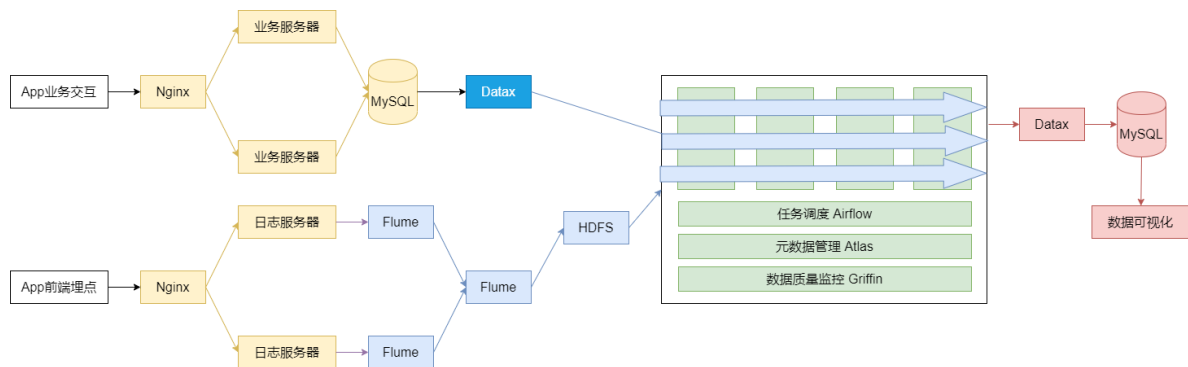 App业务交互
Nginx
业务服务器
业务服务器
MySQL
Datax
App前端埋点
Nginx
日志服务器
日志服务器
Flume
Flume
Flume
HDFS
任务调度 Airflow
元数据管理 Atlas
数据质量监控 Griffin
Datax
MySQL
数据可视化